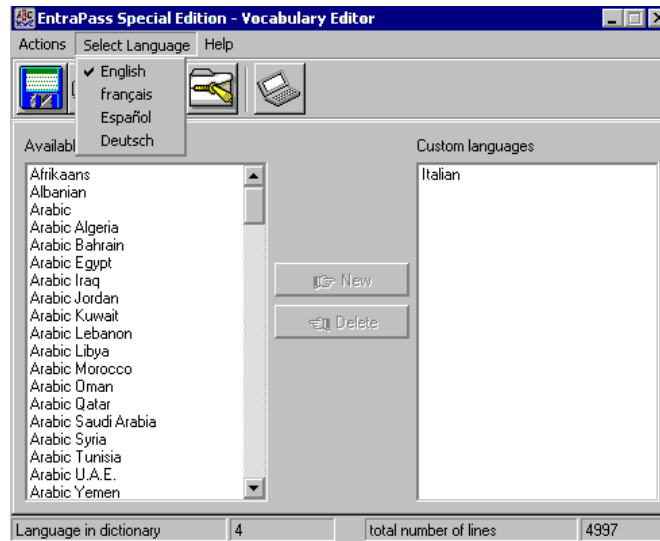 EntraPass Special Edition - Vocabulary Editor
Actions Select Language Help
English
français
Español
Deutsch
Availabl
Custom languages
Afrikaans
Albanian
Arabic
Arabic Algeria
Arabic Bahrain
Arabic Egypt
Arabic Iraq
Arabic Jordan
Arabic Kuwait
Arabic Lebanon
Arabic Libya
Arabic Morocco
Arabic Oman
Arabic Qatar
Arabic Saudi Arabia
Arabic Syria
Arabic Tunisia
Arabic U.A.E.
Arabic Yemen
New
Delete
Italian
Language in dictionary 4 total number of lines 4997